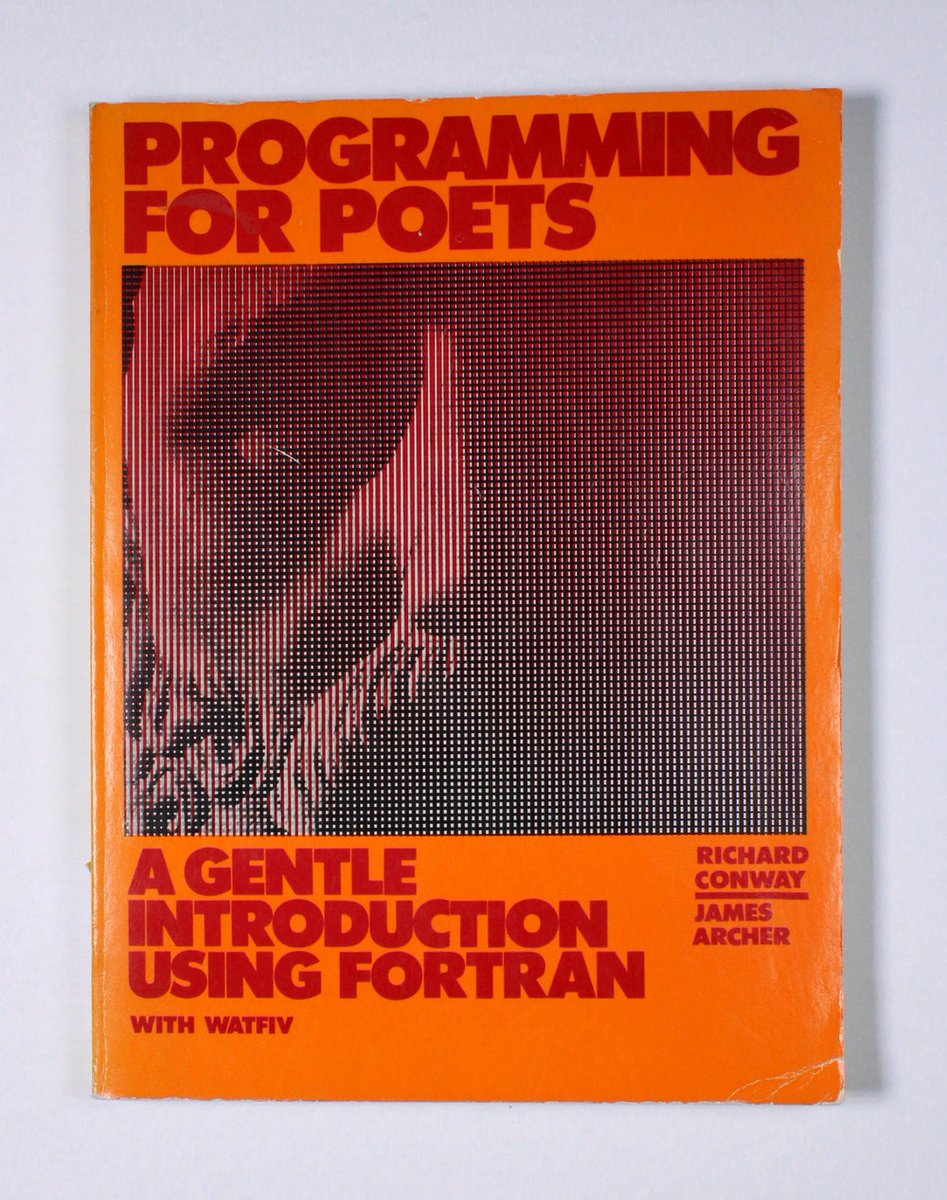 PROGRAMMING
FOR POETS
A GENTLE
INTRODUCTION
USING FORTRAN
WITH WATFIV
RICHARD
CONWAY
JAMES
ARCHER